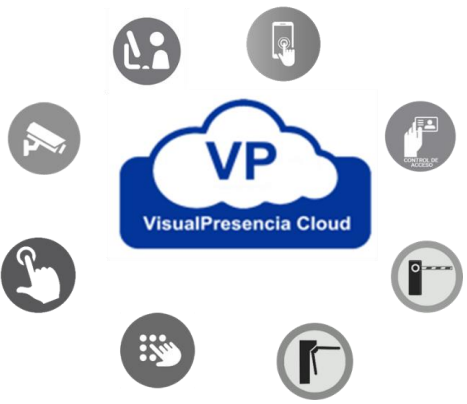 VP
VisualPresencia Cloud
CONTROL DE
ACCESO